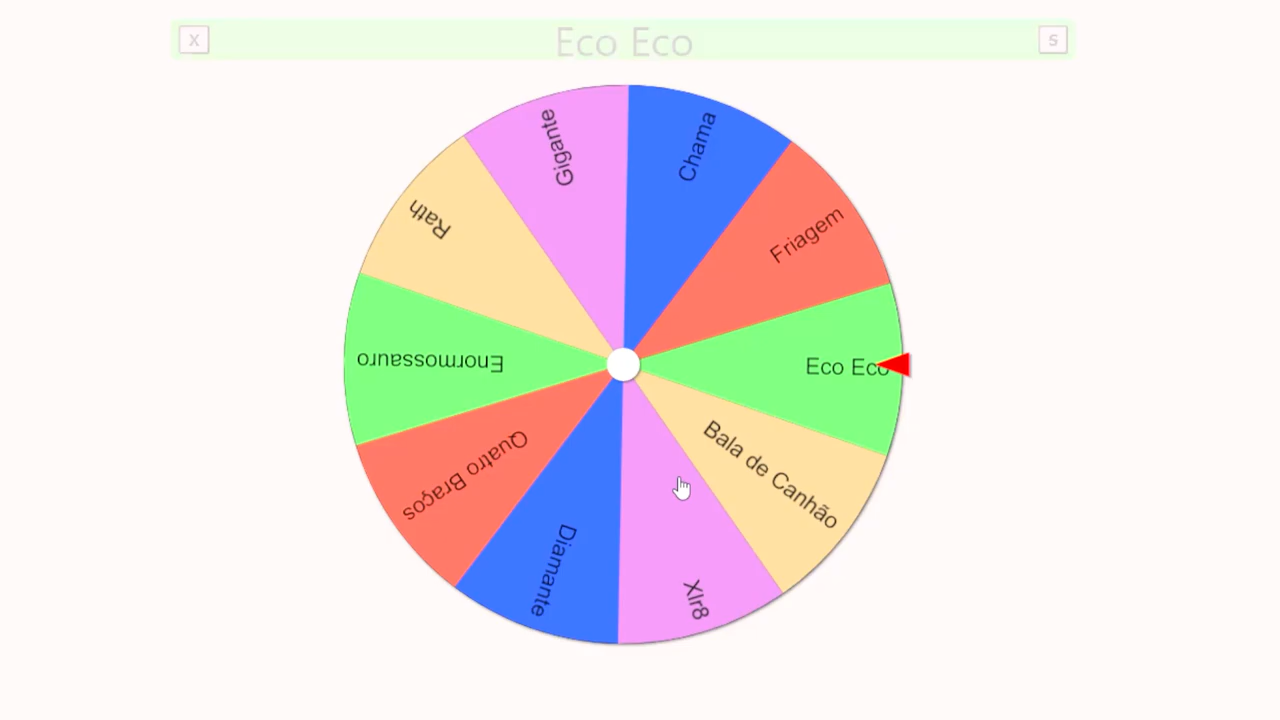 X
Eco Eco
S
Gigante
Chama
Rath
Friagem
Enormossauro
Eco Eco
Quatro Braços
Bala de Canhão
Diamante
Xlr8